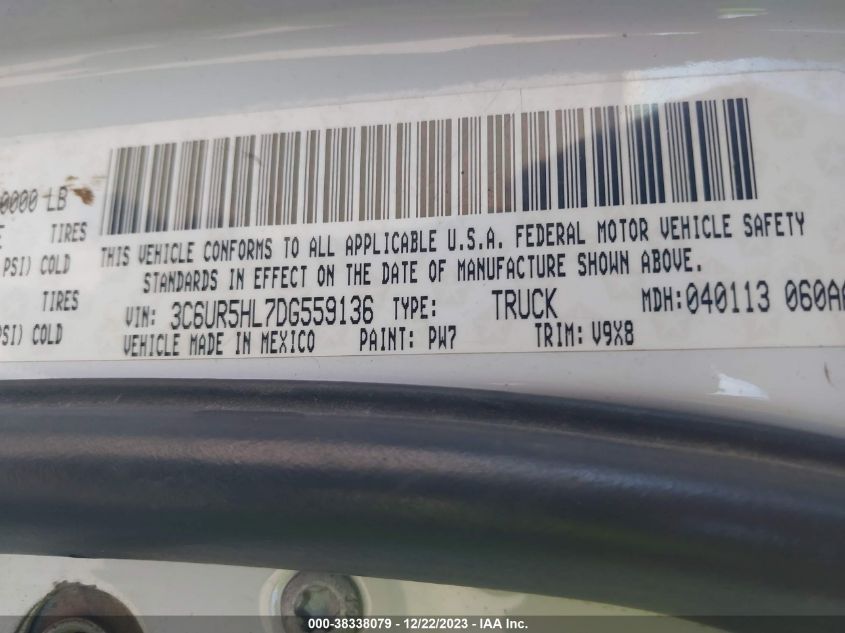 0000 LB
TIRES
PSI) COLD
TIRES
PSI) COLD
THIS VEHICLE CONFORMS TO ALL APPLICABLE U.S.A. FEDERAL MOTOR VEHICLE SAFETY
STANDARDS IN EFFECT ON THE DATE OF MANUFACTURE SHOWN ABOVE.
VIN: 3C6UR5HL7DG559136 TYPE: TRUCK MDH:040113 060AA
VEHICLE MADE IN MEXICO PAINT: PW7 TRIM: V9X8
000-38338079 - 12/22/2023 - IAA Inc.